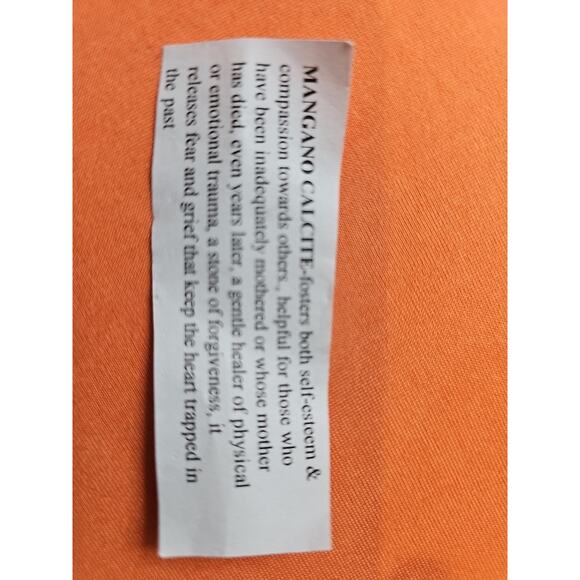 MANGANO CALCITE-fosters both self-esteem &
compassion towards others , helpful for those who
have been inadequately mothered or whose mother
has died, even years later, a gentle healer of physical
or emotional trauma, a stone of forgiveness, it
releases fear and grief that keep the heart trapped in
the past